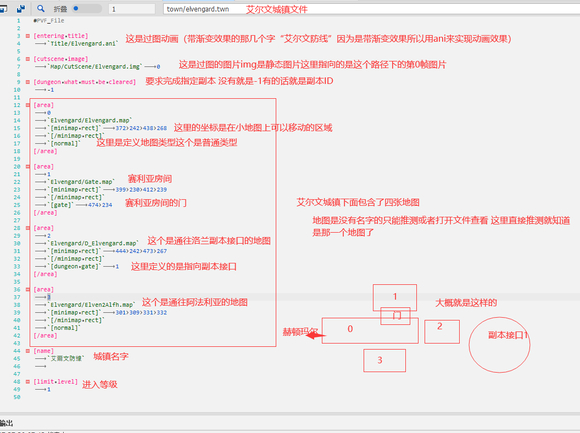 折叠
1
town/elvengard.twn
艾尔文城镇文件
1 #PVF_File
2
3 [entering title]
4 `Title/Elvengard.ani`
这是过图动画（带渐变效果的那几个字“艾尔文防线”因为是带渐变效果所以用ani来实现动画效果）
5
6 [cutscene image]
7 `Map/CutScene/Elvengard.img` 0
这是过图的图片img是静态图片这里指向的是这个路径下的第0帧图片
8
9 [dungeon what must be cleared]
要求完成指定副本 没有就是-1有的话就是副本ID
10 -1
11
12 [area]
13 0
14 `Elvengard/Elvengard.map`
15 [minimap rect] 372 242 438 268
这里的坐标是在小地图上可以移动的区域
16 [/minimap rect]
17 `[normal]`
这里是定义地图类型这个是普通类型
18 [/area]
19
20 [area]
21 1
22 `Elvengard/Gate.map`
赛利亚房间
23 [minimap rect] 399 230 412 239
24 [/minimap rect]
25 `[gate]` 474 234
赛利亚房间的门
26 [/area]
27
艾尔文城镇下面包含了四张地图
地图是没有名字的只能推测或者打开文件查看 这里直接推测就知道
是那一个地图了
28 [area]
29 2
30 `Elvengard/D_Elvengard.map`
这个是通往洛兰副本接口的地图
31 [minimap rect] 444 242 473 267
32 [/minimap rect]
33 `[dungeon gate]` 1
这里定义的是指向副本接口
34 [/area]
35
36 [area]
37 3
38 `Elvengard/Elven2Alfh.map`
这个是通往阿法利亚的地图
39 [minimap rect] 301 309 331 332
40 [/minimap rect]
41 `[normal]`
42 [/area]
43
大概就是这样的
1
门
赫顿玛尔
0
2
副本接口1
3
44 [name]
城镇名字
45
46
47
48 [limit level]
进入等级
49 1
50
输出